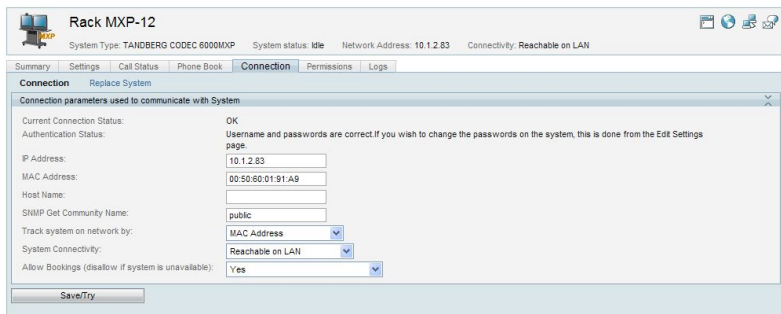 Rack MXP-12
MXP
System Type: TANDBERG CODEC 6000MXP System status: Idle Network Address: 10.1.2.83 Connectivity: Reachable on LAN
Summary Settings Call Status Phone Book Connection Permissions Logs
Connection Replace System
Connection parameters used to communicate with System
Current Connection Status: OK
Authentication Status: Username and passwords are correct.If you wish to change the passwords on the system, this is done from the Edit Settings
page.
IP Address: 10.1.2.83
MAC Address: 00:50:60:01:91:A9
Host Name:
SNMP Get Community Name: public
Track system on network by: MAC Address
System Connectivity: Reachable on LAN
Allow Bookings (disallow if system is unavailable): Yes
Save/Try